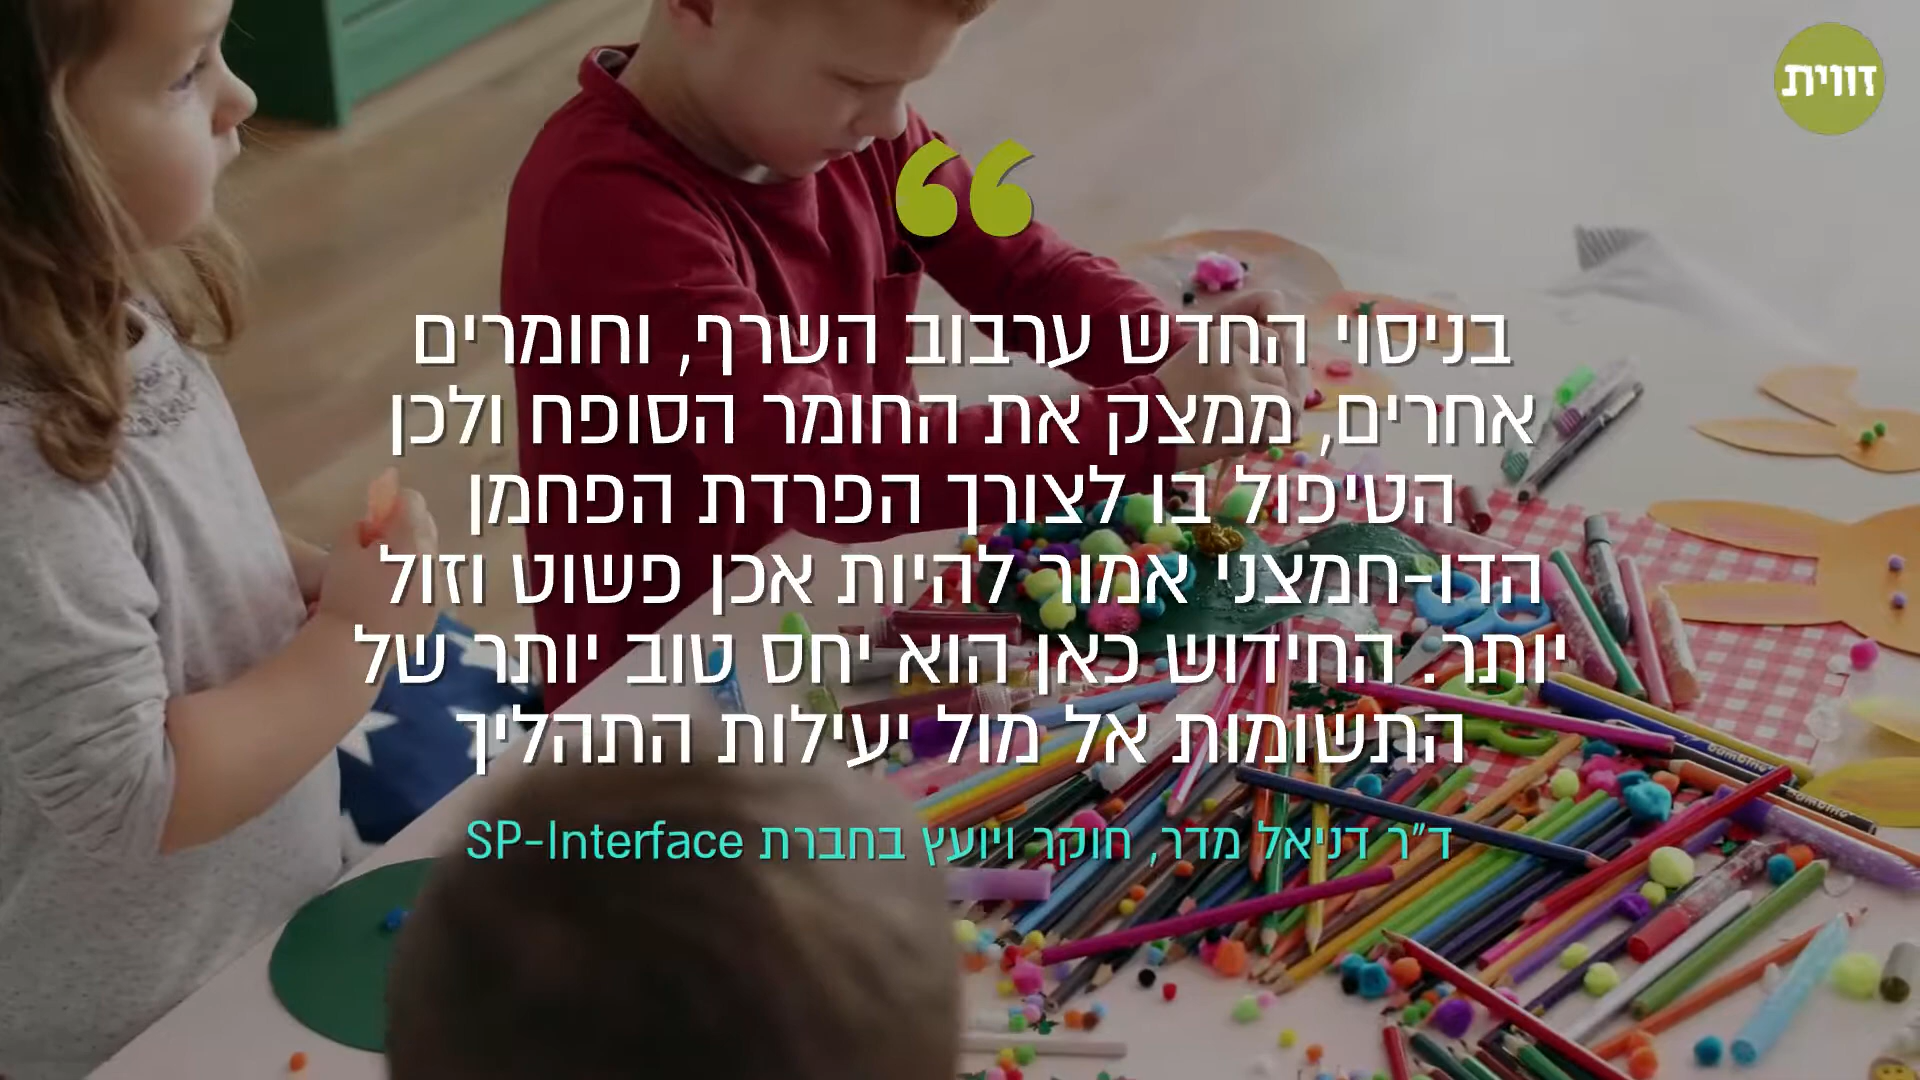 זווית
“
בניסוי החדש ערבוב השרף, וחומרים
אחרים, ממצק את החומר הסופח ולכן
הטיפול בו לצורך הפרדת הפחמן
הדו-חמצני אמור להיות אכן פשוט וזול
יותר. החידוש כאן הוא יחס טוב יותר של
התשומות אל מול יעילות התהליך
ד"ר דניאל מדר, חוקר ויועץ בחברת SP-Interface